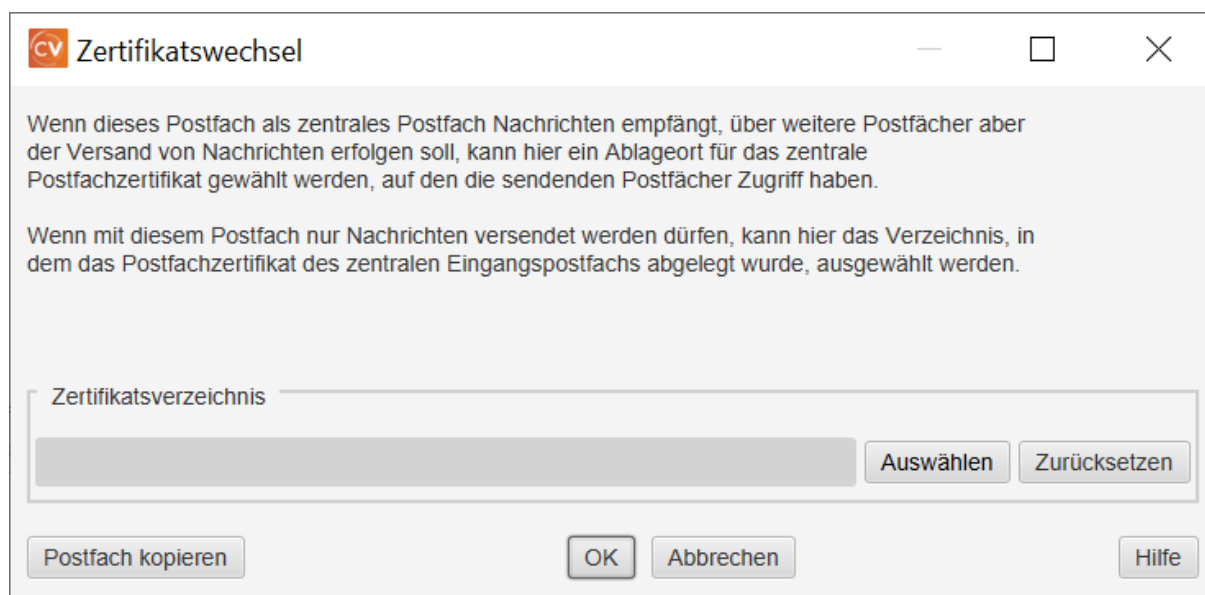 CV Zertifikatswechsel
Wenn dieses Postfach als zentrales Postfach Nachrichten empfängt, über weitere Postfächer aber
der Versand von Nachrichten erfolgen soll, kann hier ein Ablageort für das zentrale
Postfachzertifikat gewählt werden, auf den die sendenden Postfächer Zugriff haben.
Wenn mit diesem Postfach nur Nachrichten versendet werden dürfen, kann hier das Verzeichnis, in
dem das Postfachzertifikat des zentralen Eingangspostfachs abgelegt wurde, ausgewählt werden.
Zertifikatsverzeichnis
Auswählen Zurücksetzen
Postfach kopieren OK Abbrechen Hilfe